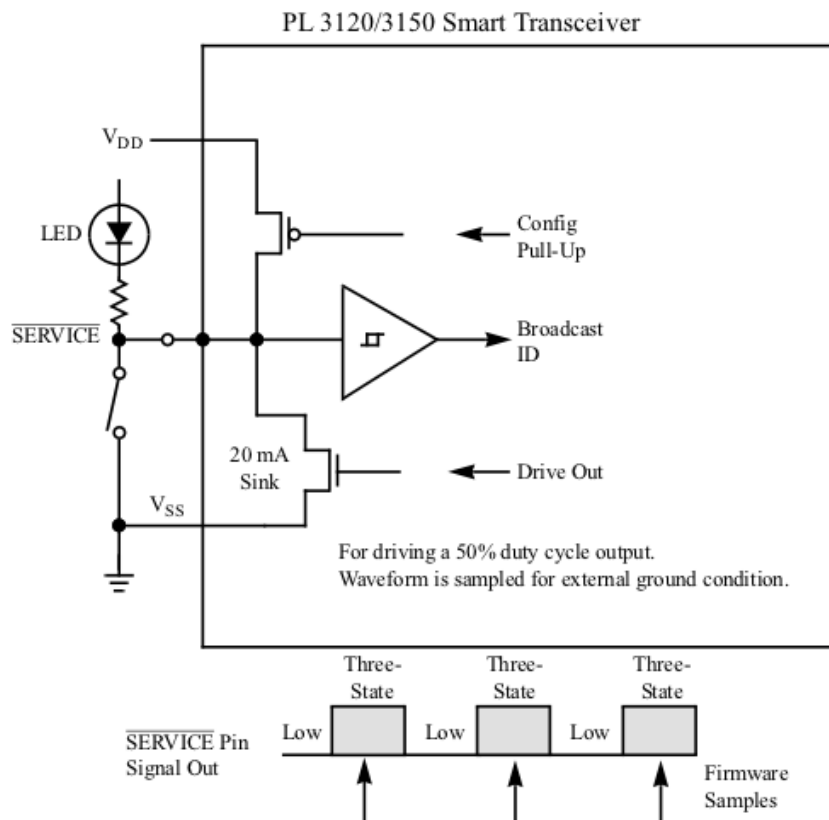 PL 3120/3150 Smart Transceiver
VDD
LED
Config
Pull-Up
SERVICE
Broadcast
ID
20 mA
Sink
Drive Out
VSS
For driving a 50% duty cycle output.
Waveform is sampled for external ground condition.
Three-
State
Three-
State
Three-
State
SERVICE Pin
Signal Out
Low
Low
Low
Firmware
Samples